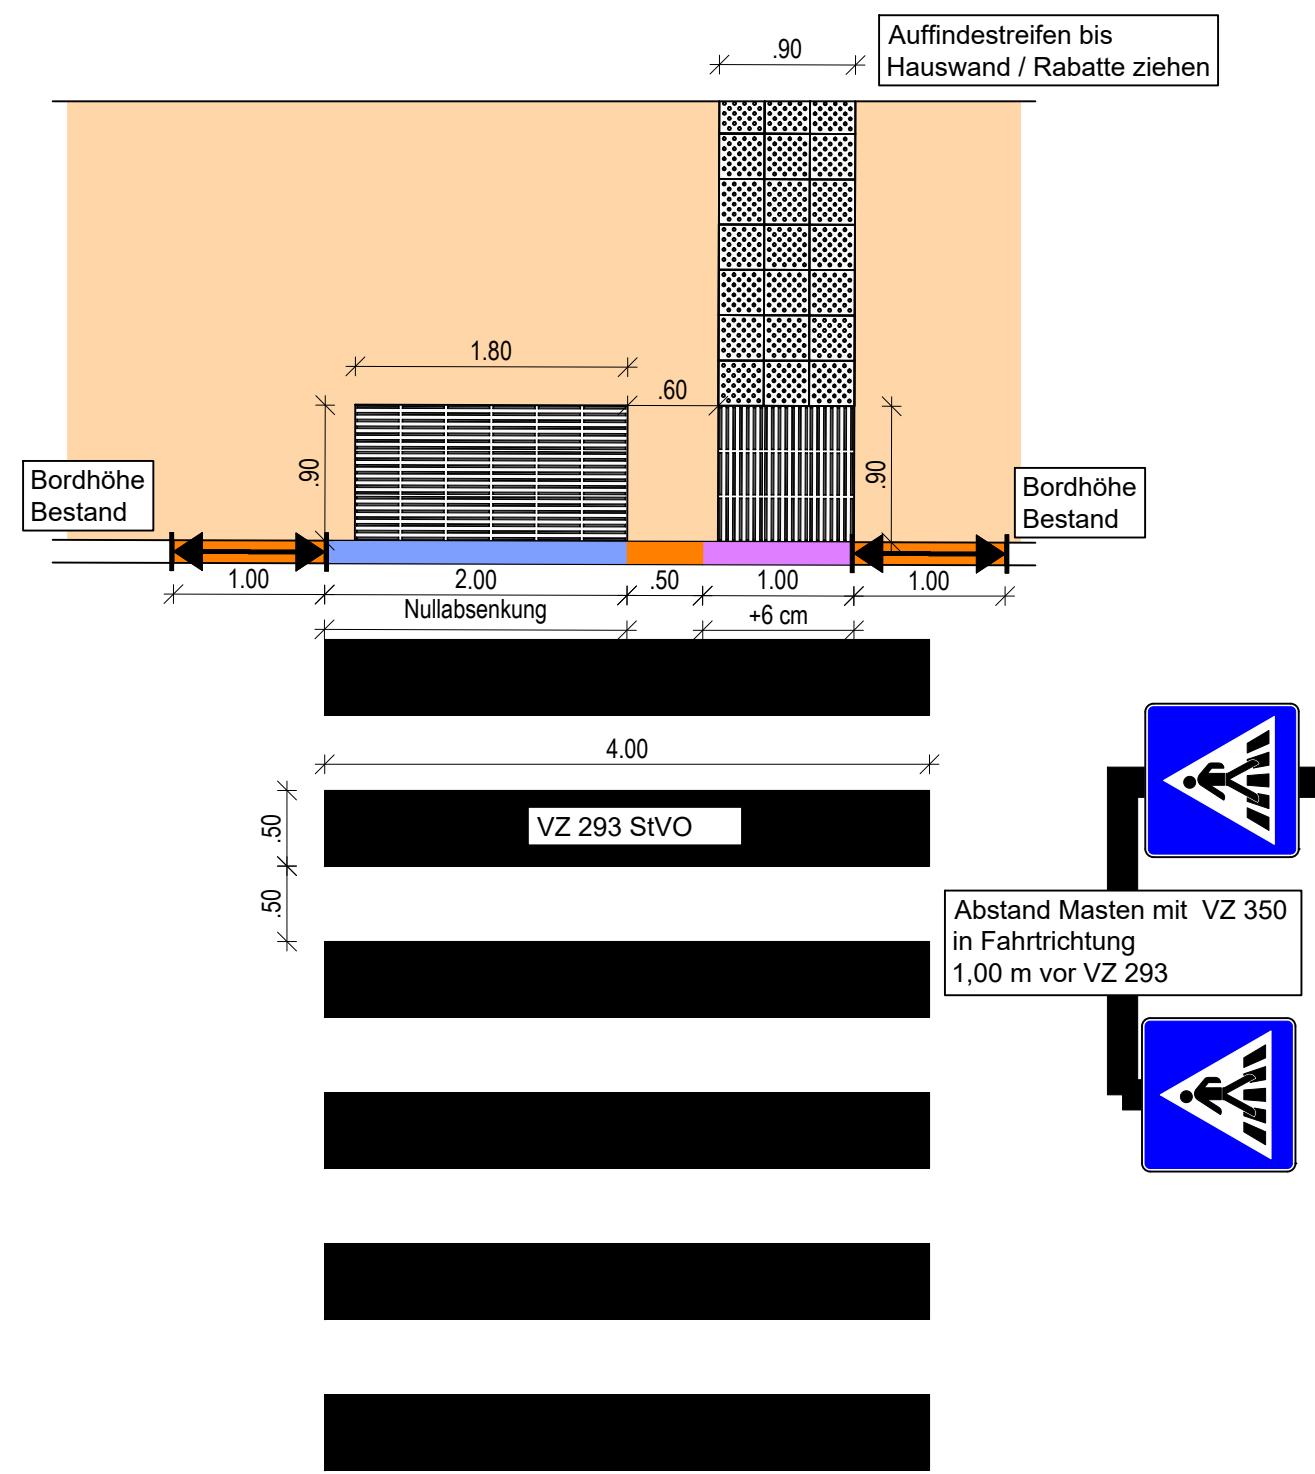 .90
Auffindestreifen bis
Hauswand / Rabatte ziehen
1.80
.60
.90
.90
Bordhöhe
Bestand
Bordhöhe
Bestand
1.00
2.00
.50
1.00
1.00
Nullabsenkung
+6 cm
4.00
.50
VZ 293 StVO
.50
Abstand Masten mit VZ 350
in Fahrtrichtung
1,00 m vor VZ 293